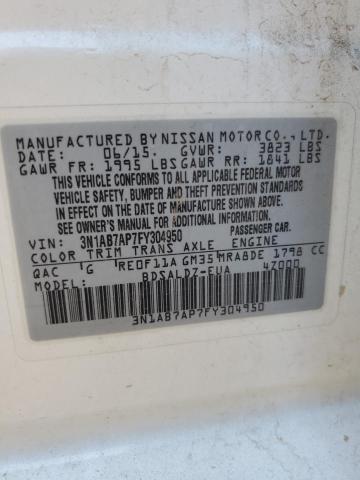 MANUFACTURED BY NISSAN MOTOR CO., LTD.
DATE: 06/15. GVWR: 3823 LBS
GAWR FR: 1995 LBS GAWR RR: 1841 LBS
THIS VEHICLE CONFORMS TO ALL APPLICABLE FEDERAL MOTOR
VEHICLE SAFETY, BUMPER AND THEFT PREVENTION STANDARDS
IN EFFECT ON THE DATE OF MANUFACTURE SHOWN ABOVE.
SEE OWNER'S MANUAL FOR ADDITIONAL INFORMATION
VIN: 3N1AB7AP7FY304950 PASSENGER CAR
COLOR TRIM TRANS AXLE ENGINE
QAC G RE0F11A GM35 MRA8DE 1798 CC
MODEL: BDSALDZ-EUA 4Z000
3N1AB7AP7FY304950